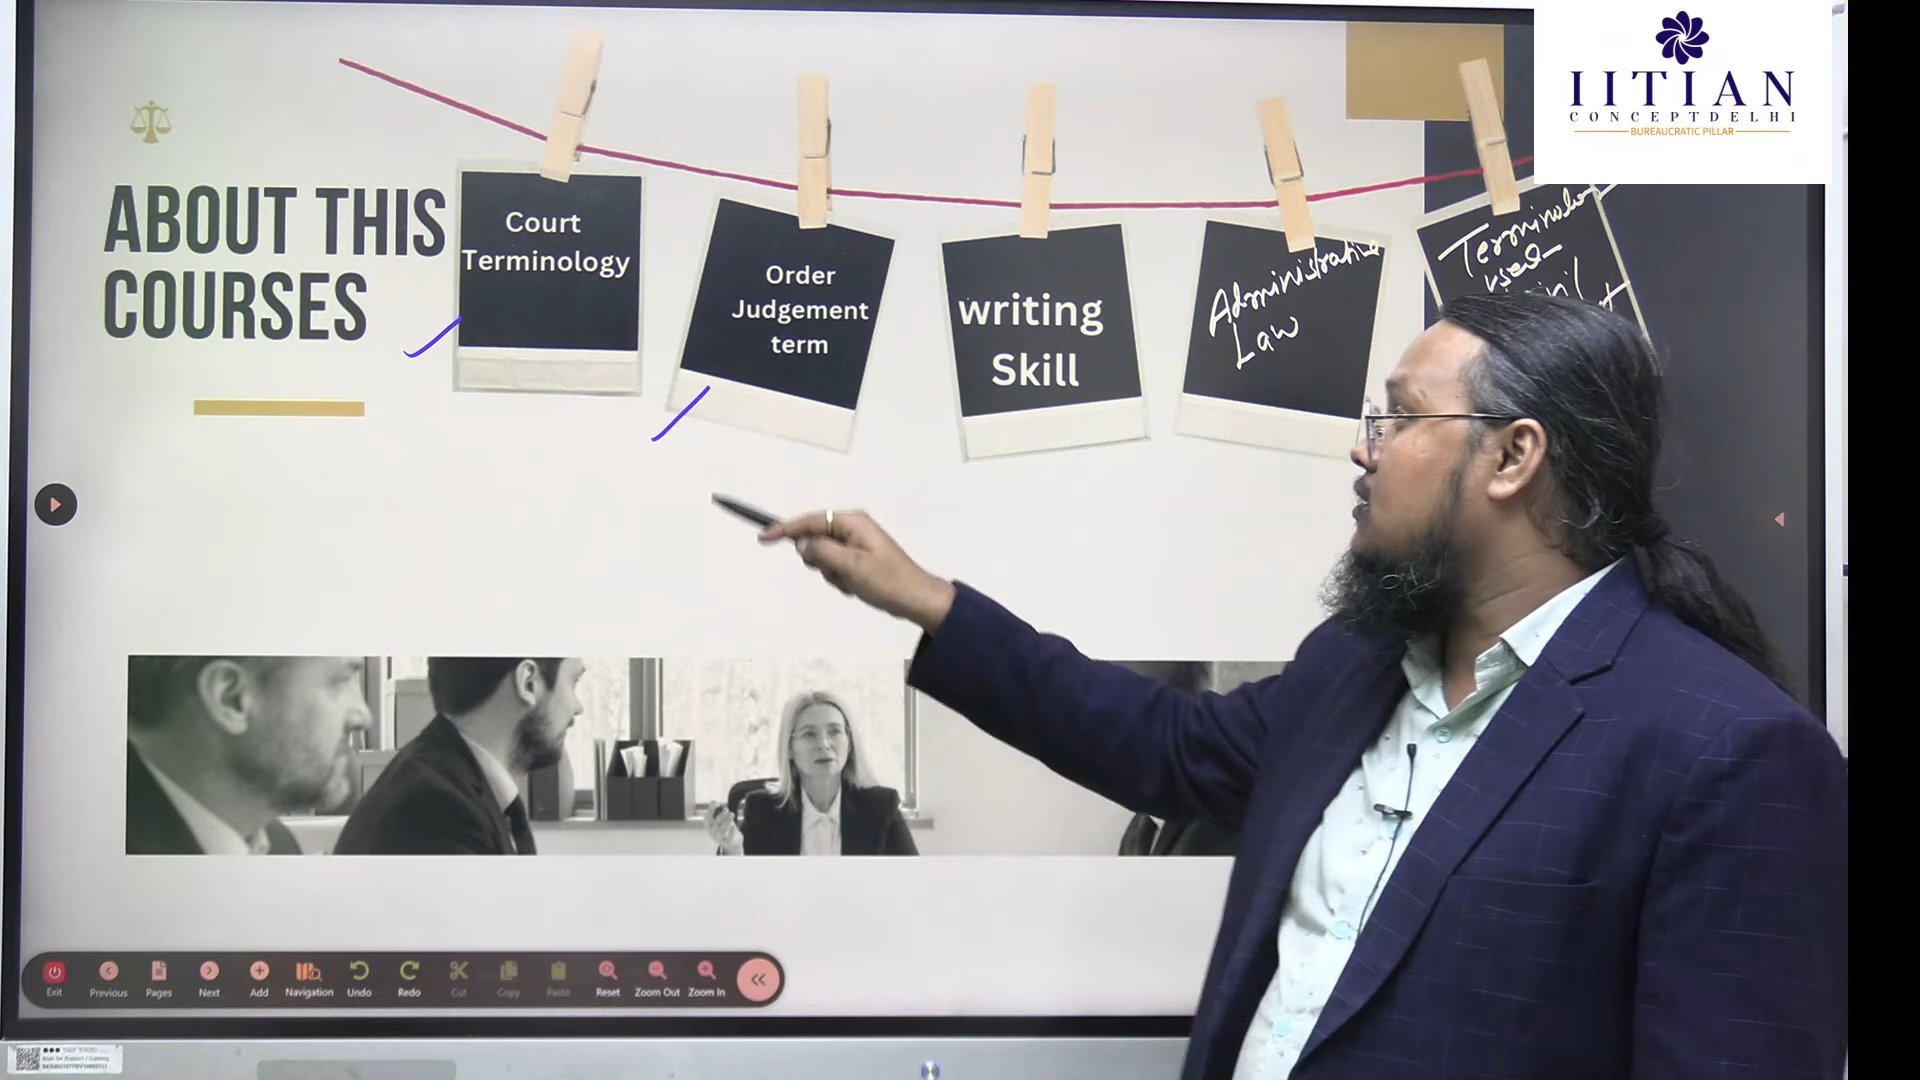 IITIAN
CONCEPTDELHI
BUREAUCRATIC PILLAR
ABOUT THIS
COURSES
Court
Terminology
Order
Judgement
term
writing
Skill
Administrative
Law
used
Exit
Previous
Pages
Next
Add
Navigation
Undo
Redo
Cut
Copy
Paste
Reset
Zoom Out
Zoom In